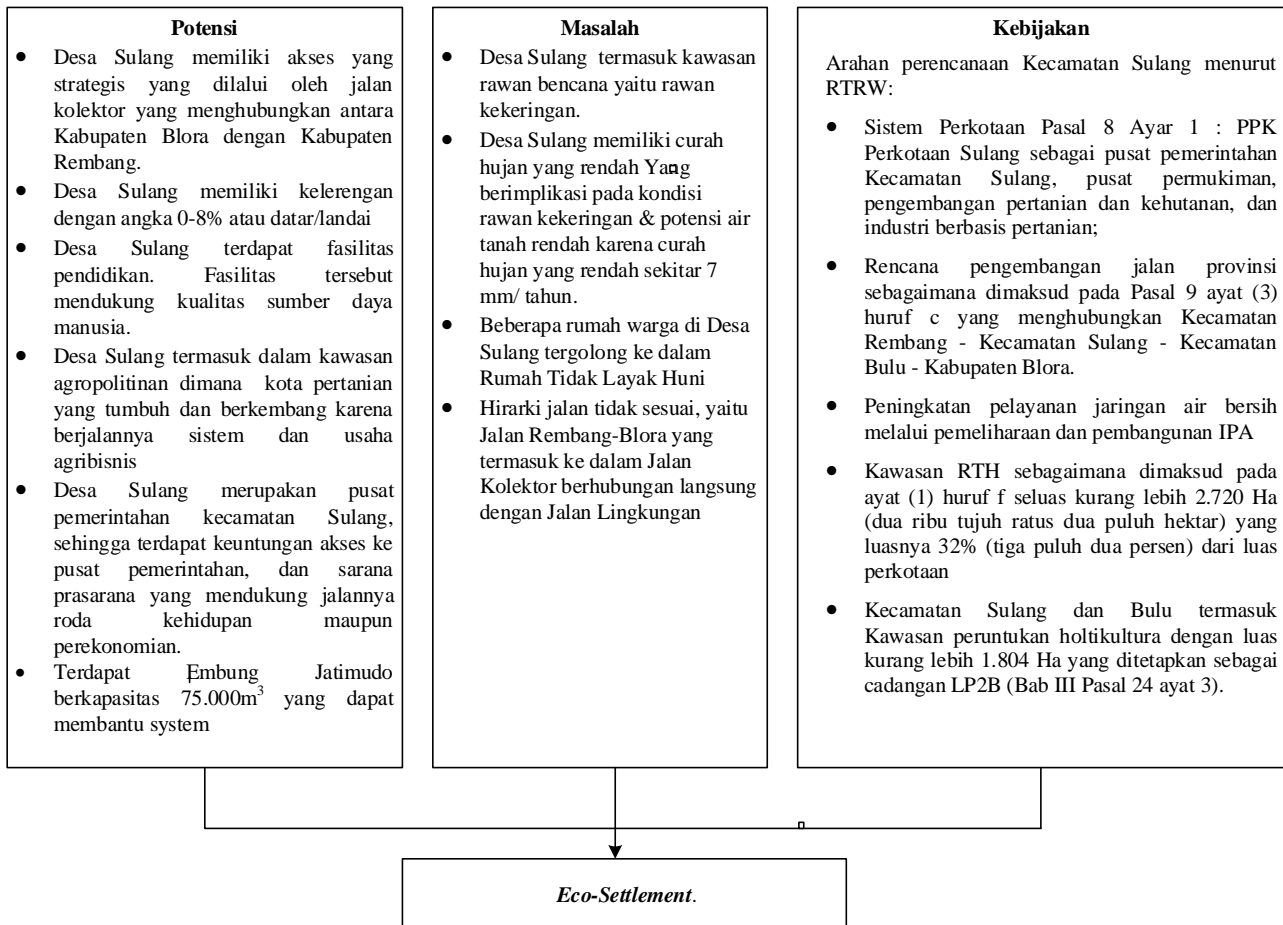 Potensi
• Desa Sulang memiliki akses yang
strategis yang dilalui oleh jalan
kolektor yang menghubungkan antara
Kabupaten Blora dengan Kabupaten
Rembang.
• Desa Sulang memiliki kelerengan
dengan angka 0-8% atau datar/landai
• Desa Sulang terdapat fasilitas
pendidikan. Fasilitas tersebut
mendukung kualitas sumber daya
manusia.
• Desa Sulang termasuk dalam kawasan
agropolitinan dimana kota pertanian
yang tumbuh dan berkembang karena
berjalannya sistem dan usaha
agribisnis
• Desa Sulang merupakan pusat
pemerintahan kecamatan Sulang,
sehingga terdapat keuntungan akses ke
pusat pemerintahan, dan sarana
prasarana yang mendukung jalannya
roda kehidupan maupun
perekonomian.
• Terdapat Embung Jatimudo
berkapasitas 75.000m³ yang dapat
membantu system
Masalah
• Desa Sulang termasuk kawasan
rawan bencana yaitu rawan
kekeringan.
• Desa Sulang memiliki curah
hujan yang rendah Yang
berimplikasi pada kondisi
rawan kekeringan & potensi air
tanah rendah karena curah
hujan yang rendah sekitar 7
mm/ tahun.
• Beberapa rumah warga di Desa
Sulang tergolong ke dalam
Rumah Tidak Layak Huni
• Hirarki jalan tidak sesuai, yaitu
Jalan Rembang-Blora yang
termasuk ke dalam Jalan
Kolektor berhubungan langsung
dengan Jalan Lingkungan
Kebijakan
Arahan perencanaan Kecamatan Sulang menurut
RTRW:
• Sistem Perkotaan Pasal 8 Ayar 1 : PPK
Perkotaan Sulang sebagai pusat pemerintahan
Kecamatan Sulang, pusat permukiman,
pengembangan pertanian dan kehutanan, dan
industri berbasis pertanian;
• Rencana pengembangan jalan provinsi
sebagaimana dimaksud pada Pasal 9 ayat (3)
huruf c yang menghubungkan Kecamatan
Rembang - Kecamatan Sulang - Kecamatan
Bulu - Kabupaten Blora.
• Peningkatan pelayanan jaringan air bersih
melalui pemeliharaan dan pembangunan IPA
• Kawasan RTH sebagaimana dimaksud pada
ayat (1) huruf f seluas kurang lebih 2.720 Ha
(dua ribu tujuh ratus dua puluh hektar) yang
luasnya 32% (tiga puluh dua persen) dari luas
perkotaan
• Kecamatan Sulang dan Bulu termasuk
Kawasan peruntukan holtikultura dengan luas
kurang lebih 1.804 Ha yang ditetapkan sebagai
cadangan LP2B (Bab III Pasal 24 ayat 3).
Eco-Settlement.